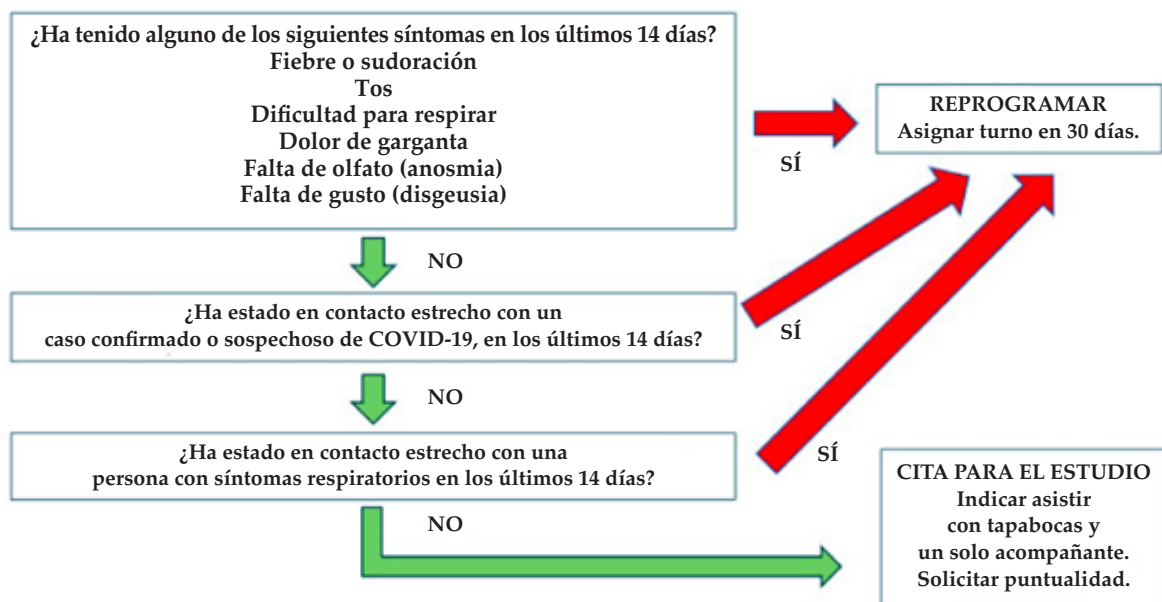 ¿Ha tenido alguno de los siguientes síntomas en los últimos 14 días?
Fiebre o sudoración
Tos
Dificultad para respirar
Dolor de garganta
Falta de olfato (anosmia)
Falta de gusto (disgeusia)
SÍ
REPROGRAMAR
Asignar turno en 30 días.
NO
¿Ha estado en contacto estrecho con un
caso confirmado o sospechoso de COVID-19, en los últimos 14 días?
SÍ
NO
¿Ha estado en contacto estrecho con una
persona con síntomas respiratorios en los últimos 14 días?
SÍ
NO
CITA PARA EL ESTUDIO
Indicar asistir
con tapabocas y
un solo acompañante.
Solicitar puntualidad.